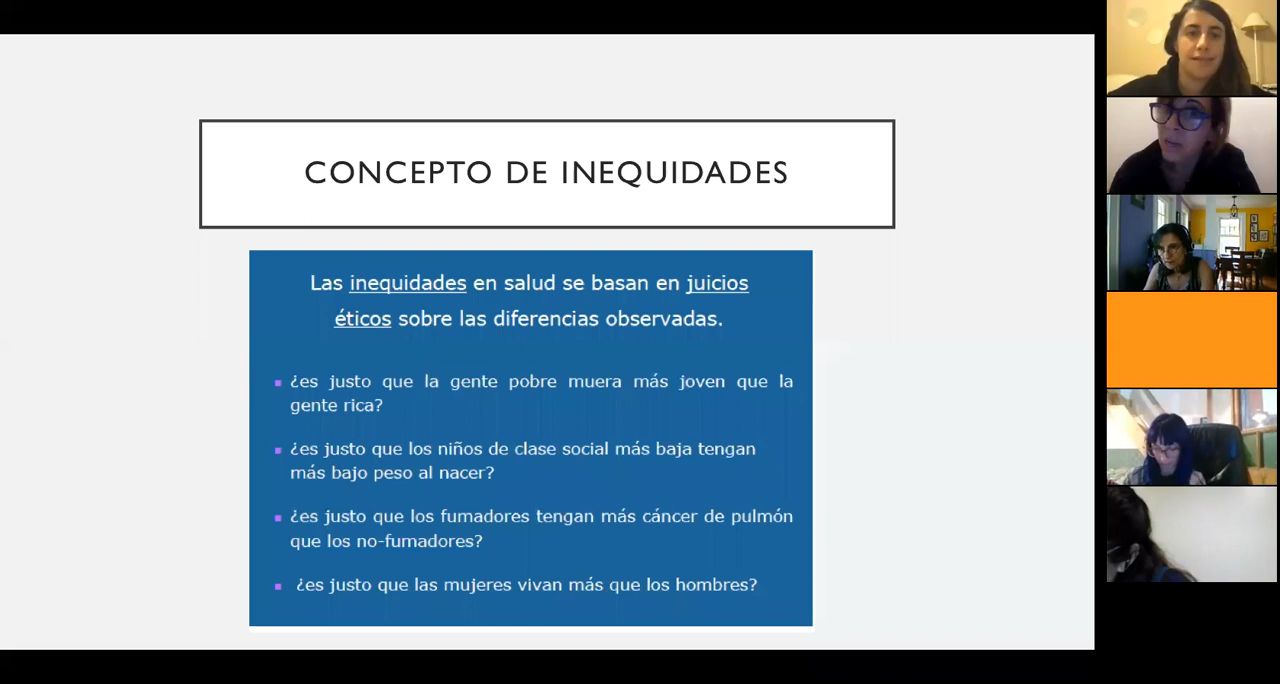 CONCEPTO DE INEQUIDADES
Las inequidades en salud se basan en juicios
éticos sobre las diferencias observadas.
¿es justo que la gente pobre muera más joven que la
gente rica?
¿es justo que los niños de clase social más baja tengan
más bajo peso al nacer?
¿es justo que los fumadores tengan más cáncer de pulmón
que los no-fumadores?
¿es justo que las mujeres vivan más que los hombres?